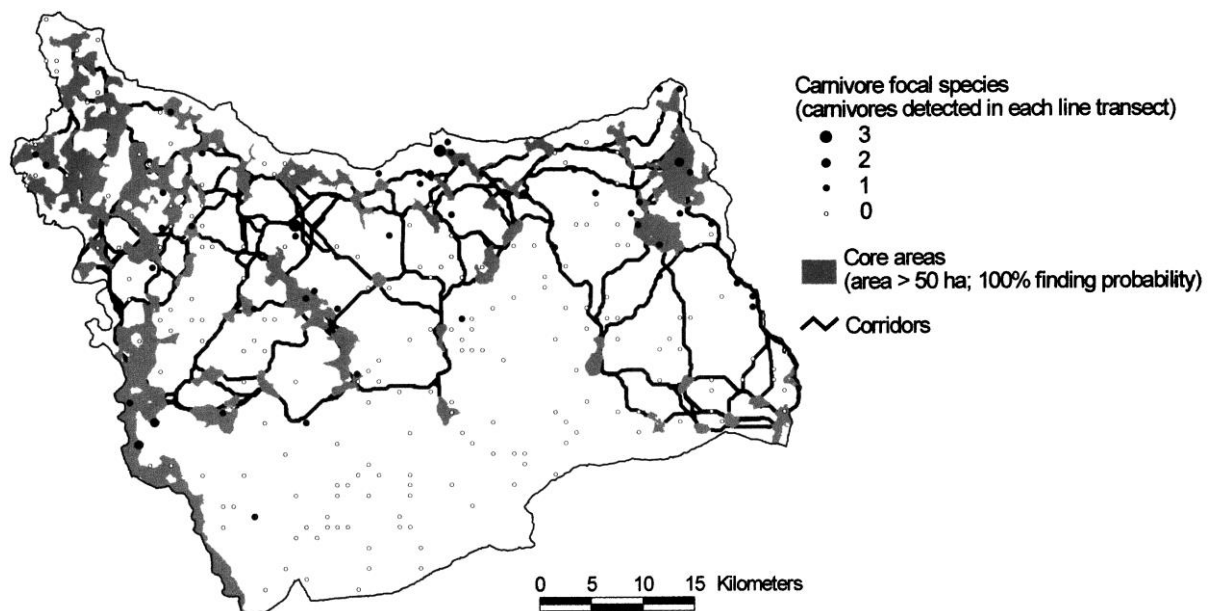 Carnivore focal species
(carnivores detected in each line transect)
3
2
1
0
Core areas
(area > 50 ha; 100% finding probability)
Corridors
0 5 10 15 Kilometers